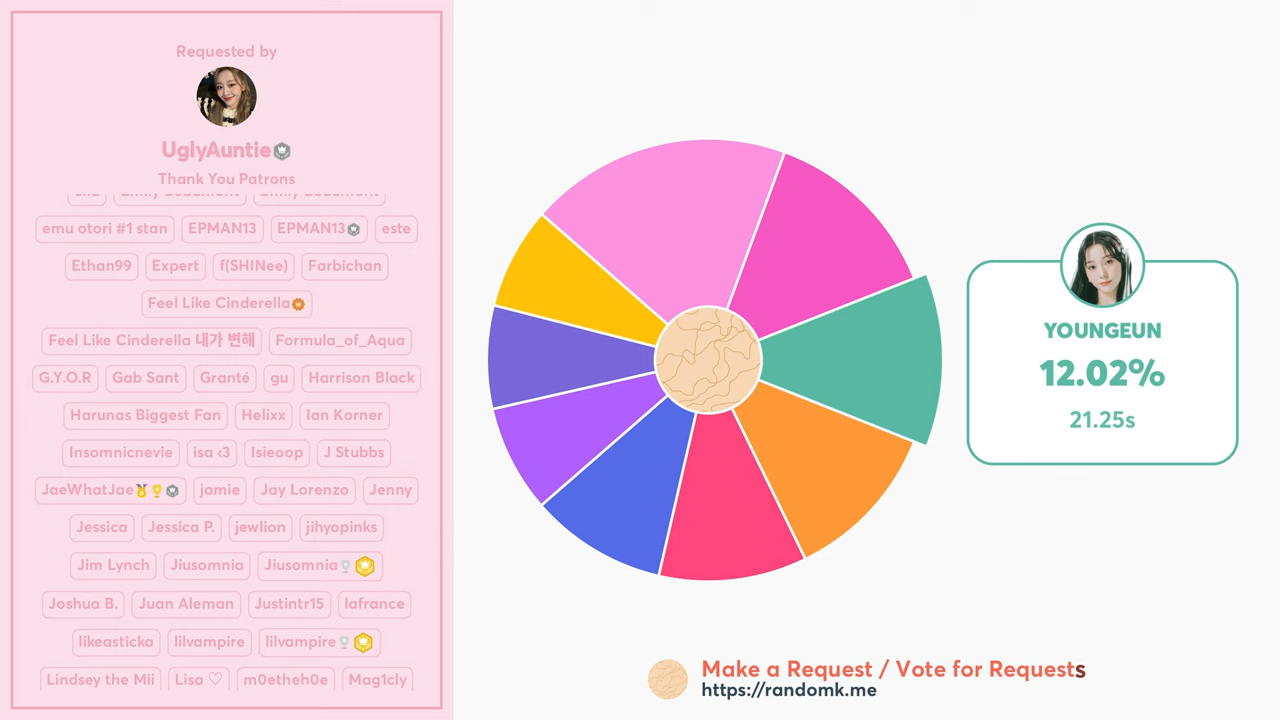 Requested by
UglyAuntie
Thank You Patrons
emu otori #1 stan EPMAN13 EPMAN13 este
Ethan99 Expert f(SHINee) Farbichan
Feel Like Cinderella
Feel Like Cinderella 내가 변해 Formula_of_Aqua
G.Y.O.R Gab Sant Granté gu Harrison Black
Harunas Biggest Fan Helixx Ian Korner
Insomnicnevie isa <3 Isieoop J Stubbs
JaeWhatJae jamie Jay Lorenzo Jenny
Jessica Jessica P. jewlion jihyopinks
Jim Lynch Jiusomnia Jiusomnia
Joshua B. Juan Aleman Justintr15 lafrance
likeasticka lilvampire lilvampire
Lindsey the Mii Lisa ♡ m0etheh0e Mag1cly
YOUNGEUN
12.02%
21.25s
Make a Request / Vote for Requests
https://randomk.me